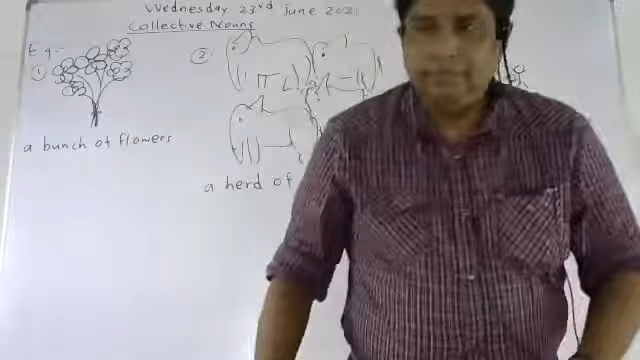 Wednesday 23rd June 2021
Collective Nouns
Eg:-
1
2
a bunch of flowers
a herd of